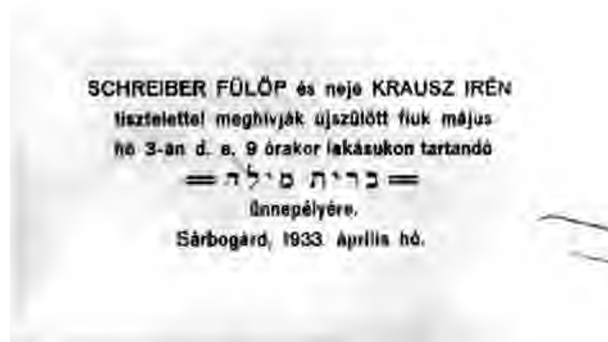 SCHREIBER FÜLÖP és neje KRAUSZ IRÉN
tisztelettel meghívják újszülött fiuk május
hó 3-án d. e. 9 órakor lakásukon tartandó
ברית מילה
ünnepélyére.
Sárbogárd, 1933 április hó.